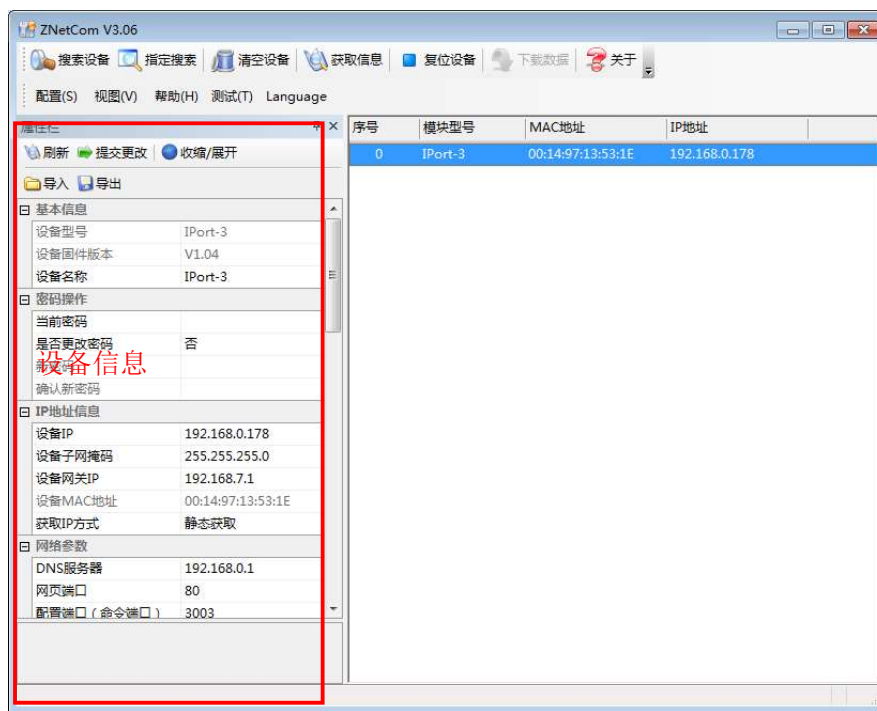 ZNetCom V3.06
搜索设备 指定搜索 清空设备 获取信息 复位设备 下载数据 关于
配置(S) 视图(V) 帮助(H) 测试(T) Language
属性栏
刷新 提交更改 收缩/展开
导入 导出
基本信息
设备型号 IPort-3
设备固件版本 V1.04
设备名称 IPort-3
密码操作
当前密码
是否更改密码 否
设备信息
新密码
确认新密码
IP地址信息
设备IP 192.168.0.178
设备子网掩码 255.255.255.0
设备网关IP 192.168.7.1
设备MAC地址 00:14:97:13:53:1E
获取IP方式 静态获取
网络参数
DNS服务器 192.168.0.1
网页端口 80
配置端口（命令端口） 3003
序号 模块型号 MAC地址 IP地址
0 IPort-3 00:14:97:13:53:1E 192.168.0.178